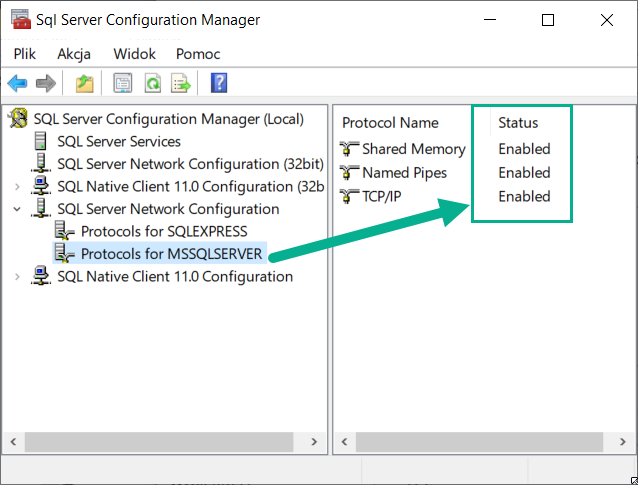 Sql Server Configuration Manager
Plik Akcja Widok Pomoc
SQL Server Configuration Manager (Local)
SQL Server Services
SQL Server Network Configuration (32bit)
SQL Native Client 11.0 Configuration (32b
SQL Server Network Configuration
Protocols for SQLEXPRESS
Protocols for MSSQLSERVER
SQL Native Client 11.0 Configuration
Protocol Name Status
Shared Memory Enabled
Named Pipes Enabled
TCP/IP Enabled